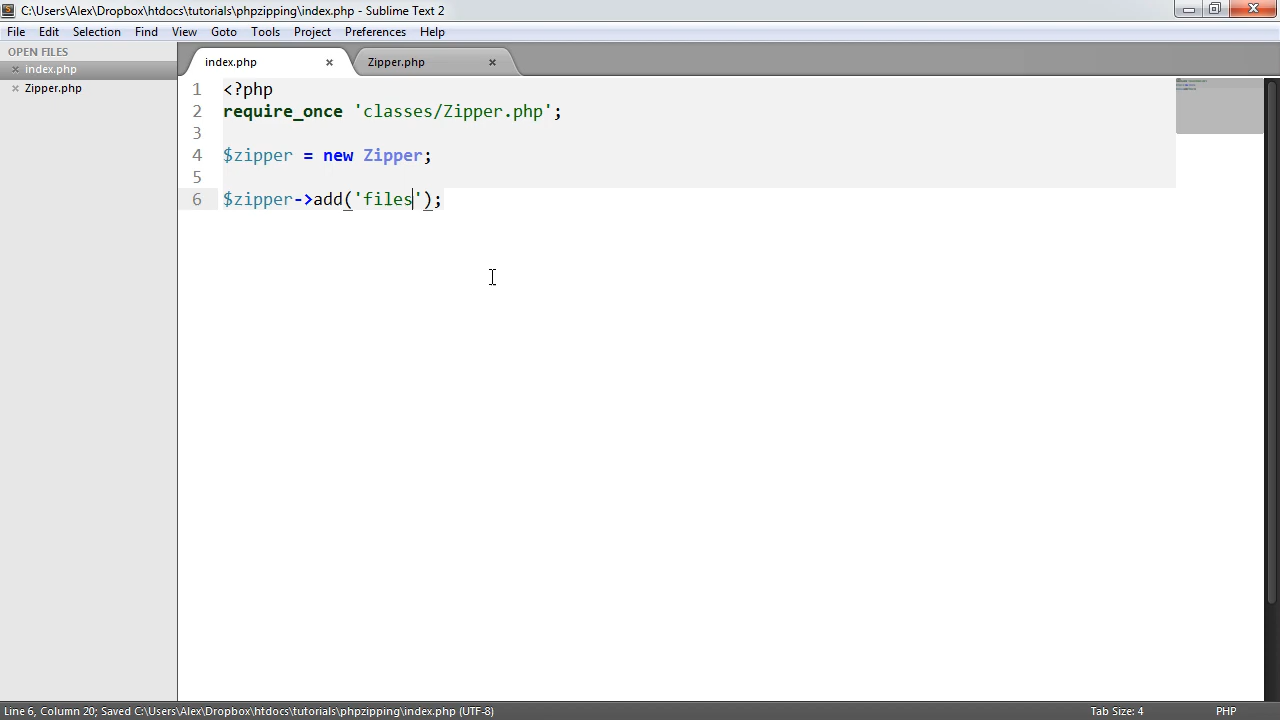 C:\Users\Alex\Dropbox\htdocs\tutorials\phpzipping\index.php - Sublime Text 2
File Edit Selection Find View Goto Tools Project Preferences Help
OPEN FILES
index.php
Zipper.php
index.php Zipper.php
1 <?php
2 require_once 'classes/Zipper.php';
3
4 $zipper = new Zipper;
5
6 $zipper->add('files');
Line 6, Column 20; Saved C:\Users\Alex\Dropbox\htdocs\tutorials\phpzipping\index.php (UTF-8) Tab Size: 4 PHP